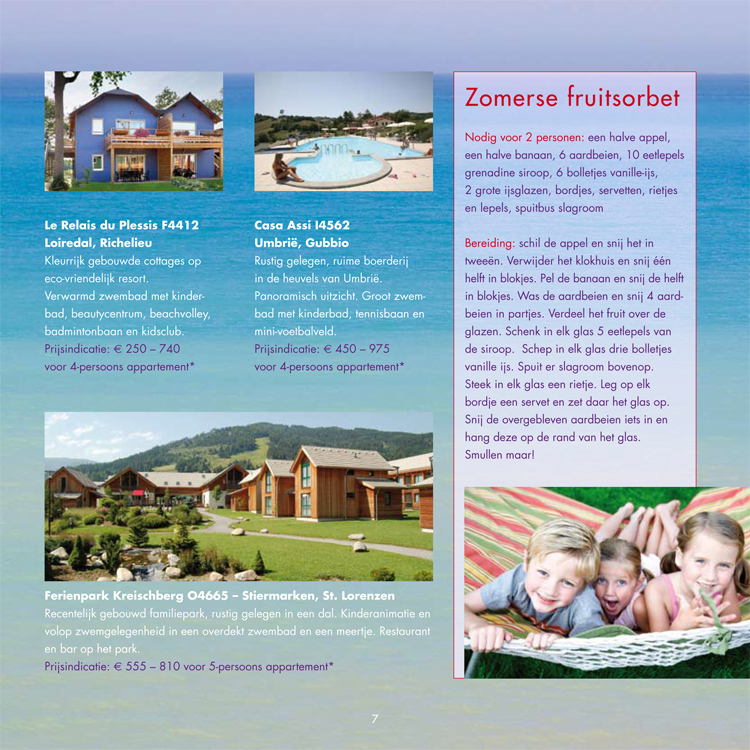 Le Relais du Plessis F4412
Loiredal, Richelieu
Kleurrijk gebouwde cottages op
eco-vriendelijk resort.
Verwarmd zwembad met kinder-
bad, beautycentrum, beachvolley,
badmintonbaan en kidsclub.
Prijsindicatie: € 250 – 740
voor 4-persoons appartement*
Casa Assi I4562
Umbrië, Gubbio
Rustig gelegen, ruime boerderij
in de heuvels van Umbrië.
Panoramisch uitzicht. Groot zwem-
bad met kinderbad, tennisbaan en
mini-voetbalveld.
Prijsindicatie: € 450 – 975
voor 4-persoons appartement*
Ferienpark Kreischberg O4665 – Stiermarken, St. Lorenzen
Recentelijk gebouwd familiepark, rustig gelegen in een dal. Kinderanimatie en
volop zwemgelegenheid in een overdekt zwembad en een meertje. Restaurant
en bar op het park.
Prijsindicatie: € 555 – 810 voor 5-persoons appartement*
Zomerse fruitsorbet
Nodig voor 2 personen: een halve appel,
een halve banaan, 6 aardbeien, 10 eetlepels
grenadine siroop, 6 bolletjes vanille-ijs,
2 grote ijsglazen, bordjes, servetten, rietjes
en lepels, spuitbus slagroom
Bereiding: schil de appel en snij het in
tweeën. Verwijder het klokhuis en snij één
helft in blokjes. Pel de banaan en snij de helft
in blokjes. Was de aardbeien en snij 4 aard-
beien in partjes. Verdeel het fruit over de
glazen. Schenk in elk glas 5 eetlepels van
de siroop. Schep in elk glas drie bolletjes
vanille ijs. Spuit er slagroom bovenop.
Steek in elk glas een rietje. Leg op elk
bordje een servet en zet daar het glas op.
Snij de overgebleven aardbeien iets in en
hang deze op de rand van het glas.
Smullen maar!
7